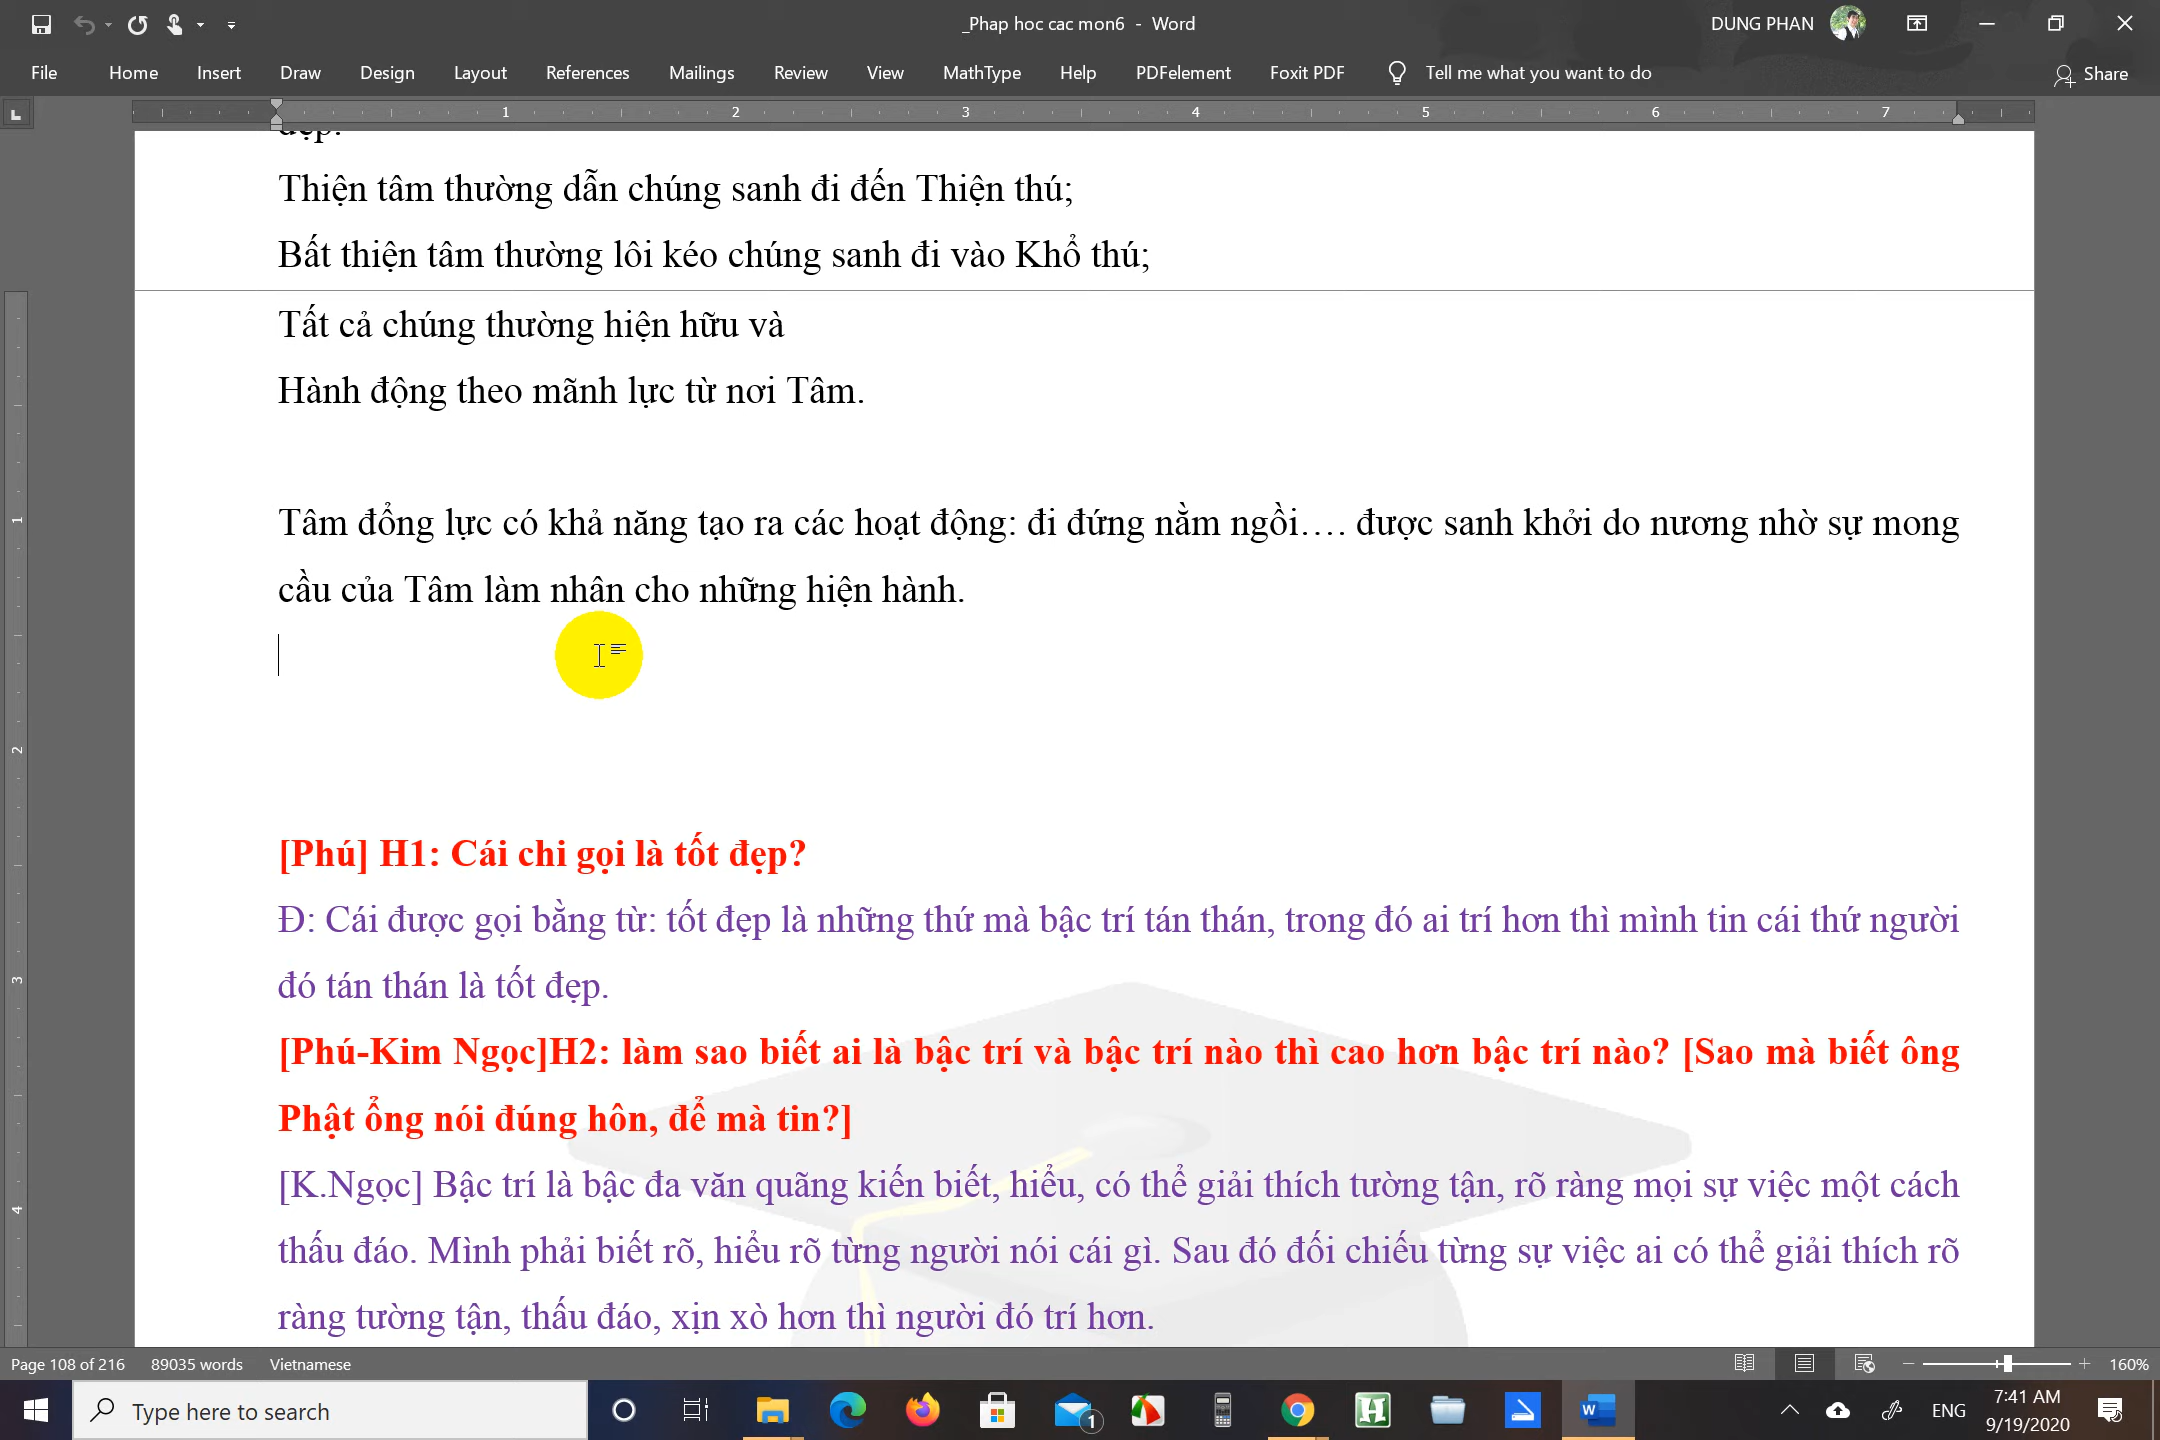 _Phap hoc cac mon6 - Word
DUNG PHAN
File Home Insert Draw Design Layout References Mailings Review View MathType Help PDFelement Foxit PDF Tell me what you want to do Share
1 2 3 4 5 6 7
đẹp.
Thiện tâm thường dẫn chúng sanh đi đến Thiện thú;
Bất thiện tâm thường lôi kéo chúng sanh đi vào Khổ thú;
Tất cả chúng thường hiện hữu và
Hành động theo mãnh lực từ nơi Tâm.
Tâm đổng lực có khả năng tạo ra các hoạt động: đi đứng nằm ngồi…. được sanh khởi do nương nhờ sự mong
cầu của Tâm làm nhân cho những hiện hành.
[Phú] H1: Cái chi gọi là tốt đẹp?
Đ: Cái được gọi bằng từ: tốt đẹp là những thứ mà bậc trí tán thán, trong đó ai trí hơn thì mình tin cái thứ người
đó tán thán là tốt đẹp.
[Phú-Kim Ngọc]H2: làm sao biết ai là bậc trí và bậc trí nào thì cao hơn bậc trí nào? [Sao mà biết ông
Phật ổng nói đúng hôn, để mà tin?]
[K.Ngọc] Bậc trí là bậc đa văn quãng kiến biết, hiểu, có thể giải thích tường tận, rõ ràng mọi sự việc một cách
thấu đáo. Mình phải biết rõ, hiểu rõ từng người nói cái gì. Sau đó đối chiếu từng sự việc ai có thể giải thích rõ
ràng tường tận, thấu đáo, xịn xò hơn thì người đó trí hơn.
1
2
3
4
Page 108 of 216 89035 words Vietnamese 160%
Type here to search
1
ENG
7:41 AM
9/19/2020